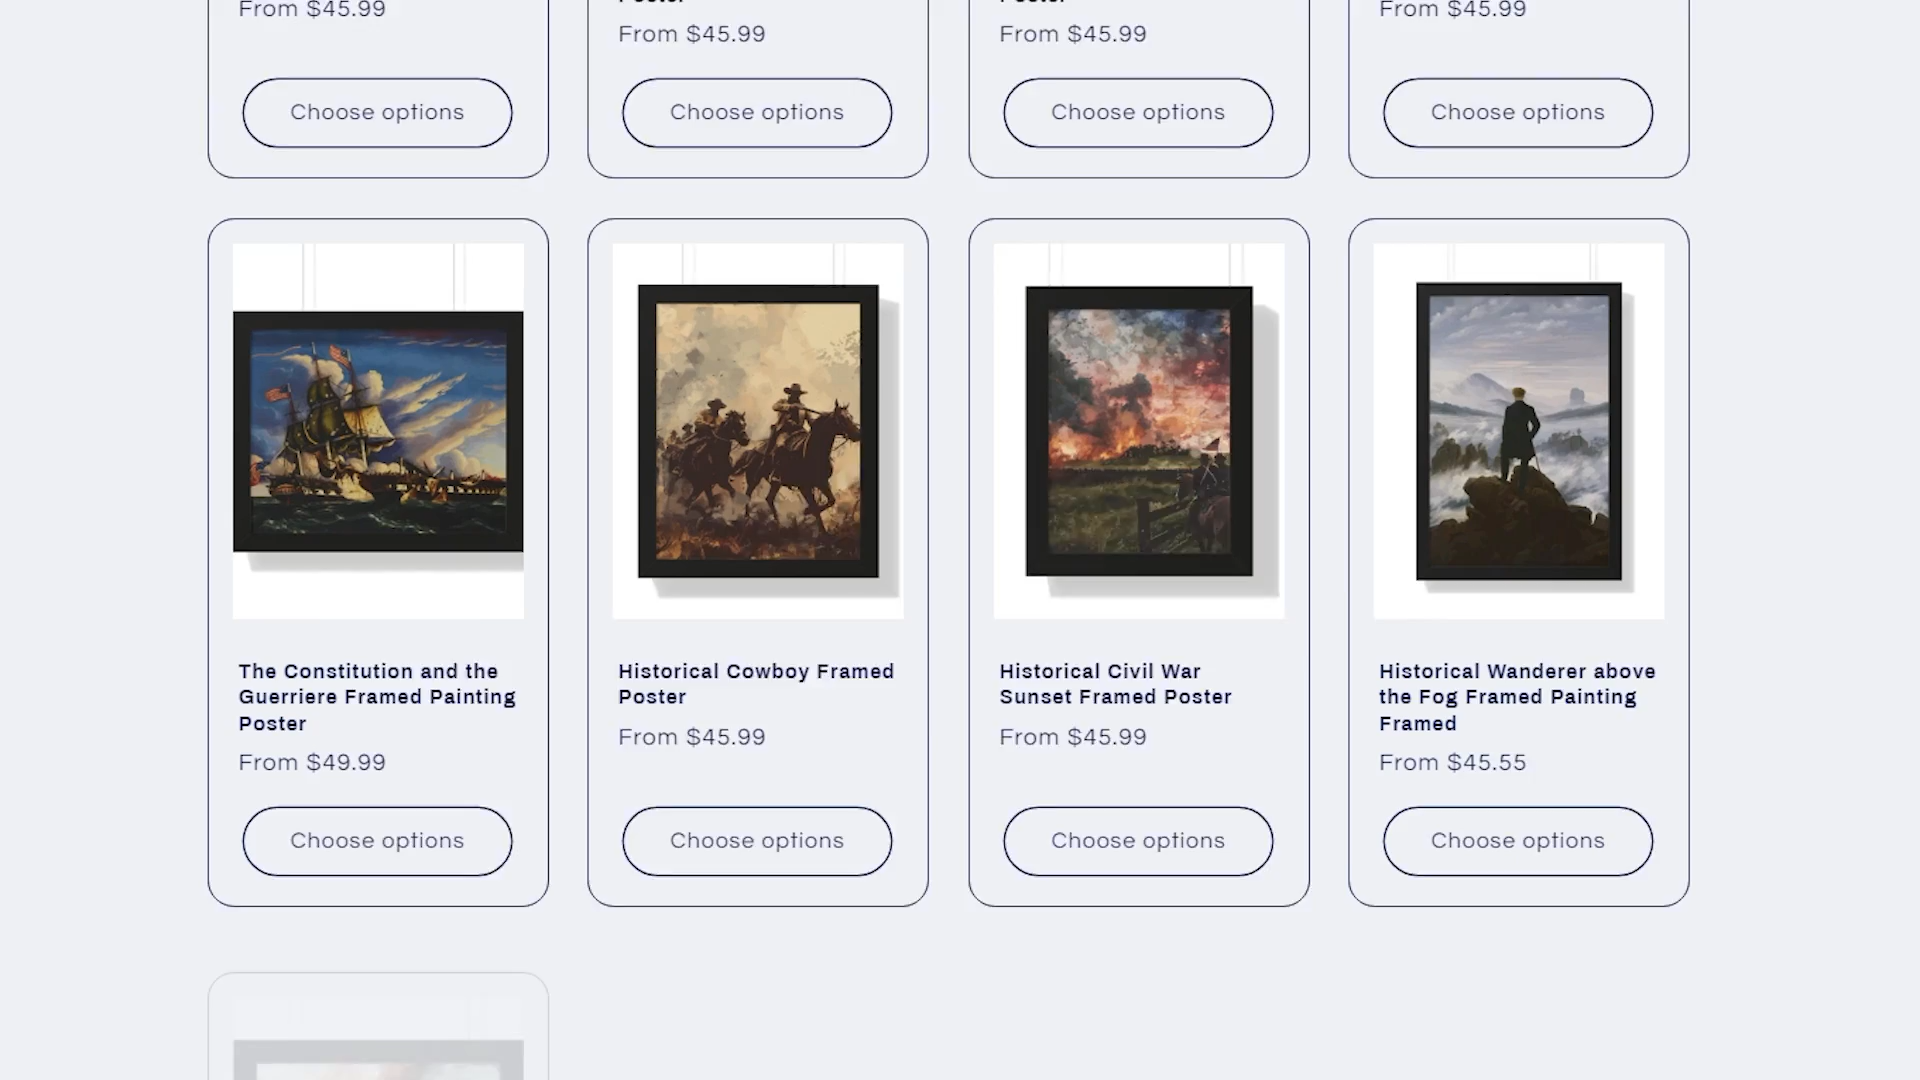 From $45.99
Poster
From $45.99
Poster
From $45.99
From $45.99
Choose options
Choose options
Choose options
Choose options
The Constitution and the
Guerriere Framed Painting
Poster
From $49.99
Choose options
Historical Cowboy Framed
Poster
From $45.99
Choose options
Historical Civil War
Sunset Framed Poster
From $45.99
Choose options
Historical Wanderer above
the Fog Framed Painting
Framed
From $45.55
Choose options